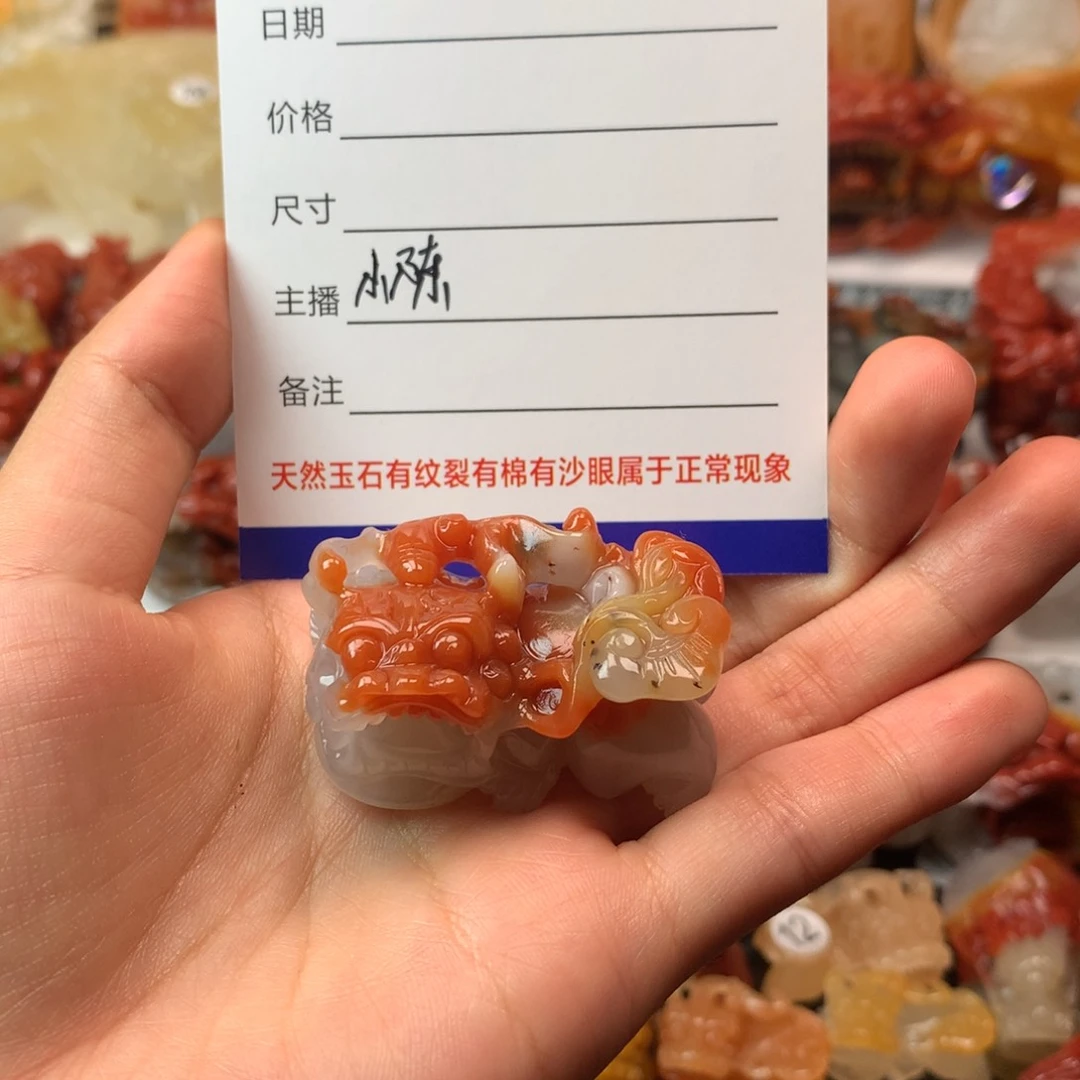 日期
价格
尺寸
主播 小陈
备注
天然玉石有纹裂有棉有沙眼属于正常现象
12